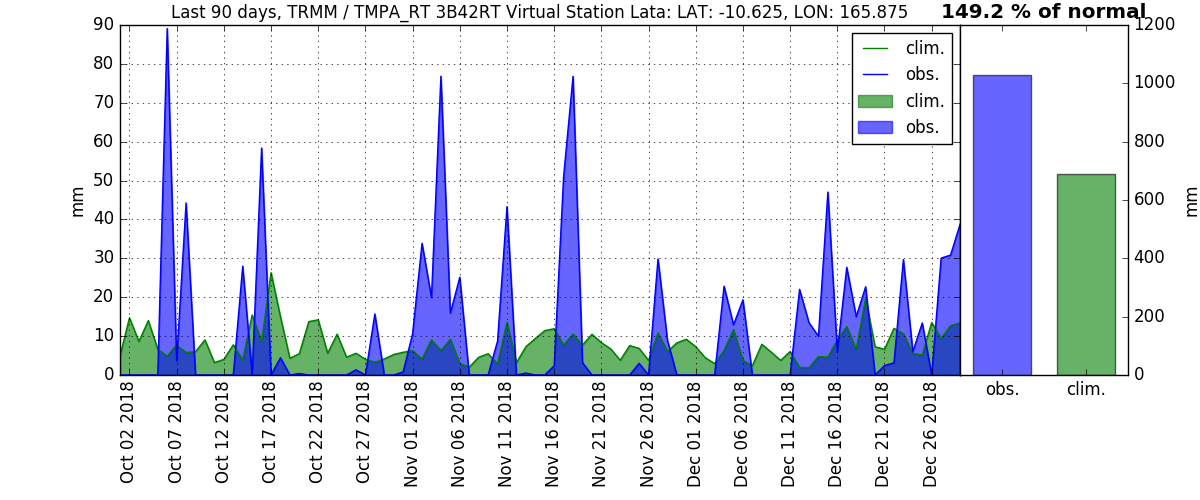 Last 90 days, TRMM / TMPA_RT 3B42RT Virtual Station Lata: LAT: -10.625, LON: 165.875
149.2 % of normal
90
80
70
60
50
40
30
20
10
0
mm
clim.
obs.
clim.
obs.
Oct 02 2018
Oct 07 2018
Oct 12 2018
Oct 17 2018
Oct 22 2018
Oct 27 2018
Nov 01 2018
Nov 06 2018
Nov 11 2018
Nov 16 2018
Nov 21 2018
Nov 26 2018
Dec 01 2018
Dec 06 2018
Dec 11 2018
Dec 16 2018
Dec 21 2018
Dec 26 2018
obs.
clim.
1200
1000
800
600
400
200
0
mm